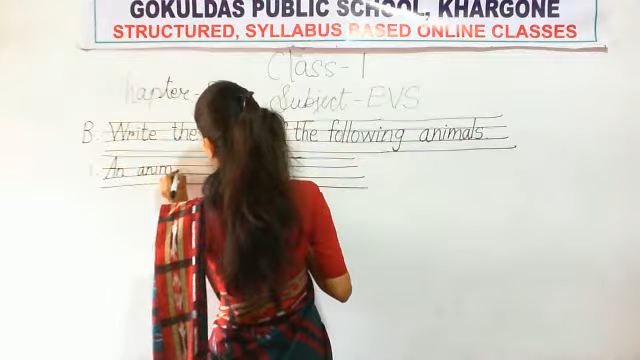 GOKULDAS PUBLIC SCHOOL, KHARGONE
STRUCTURED, SYLLABUS BASED ONLINE CLASSES
Class-1
Chapter- Subject-EVS
B. Write the the following animals
1. An anim